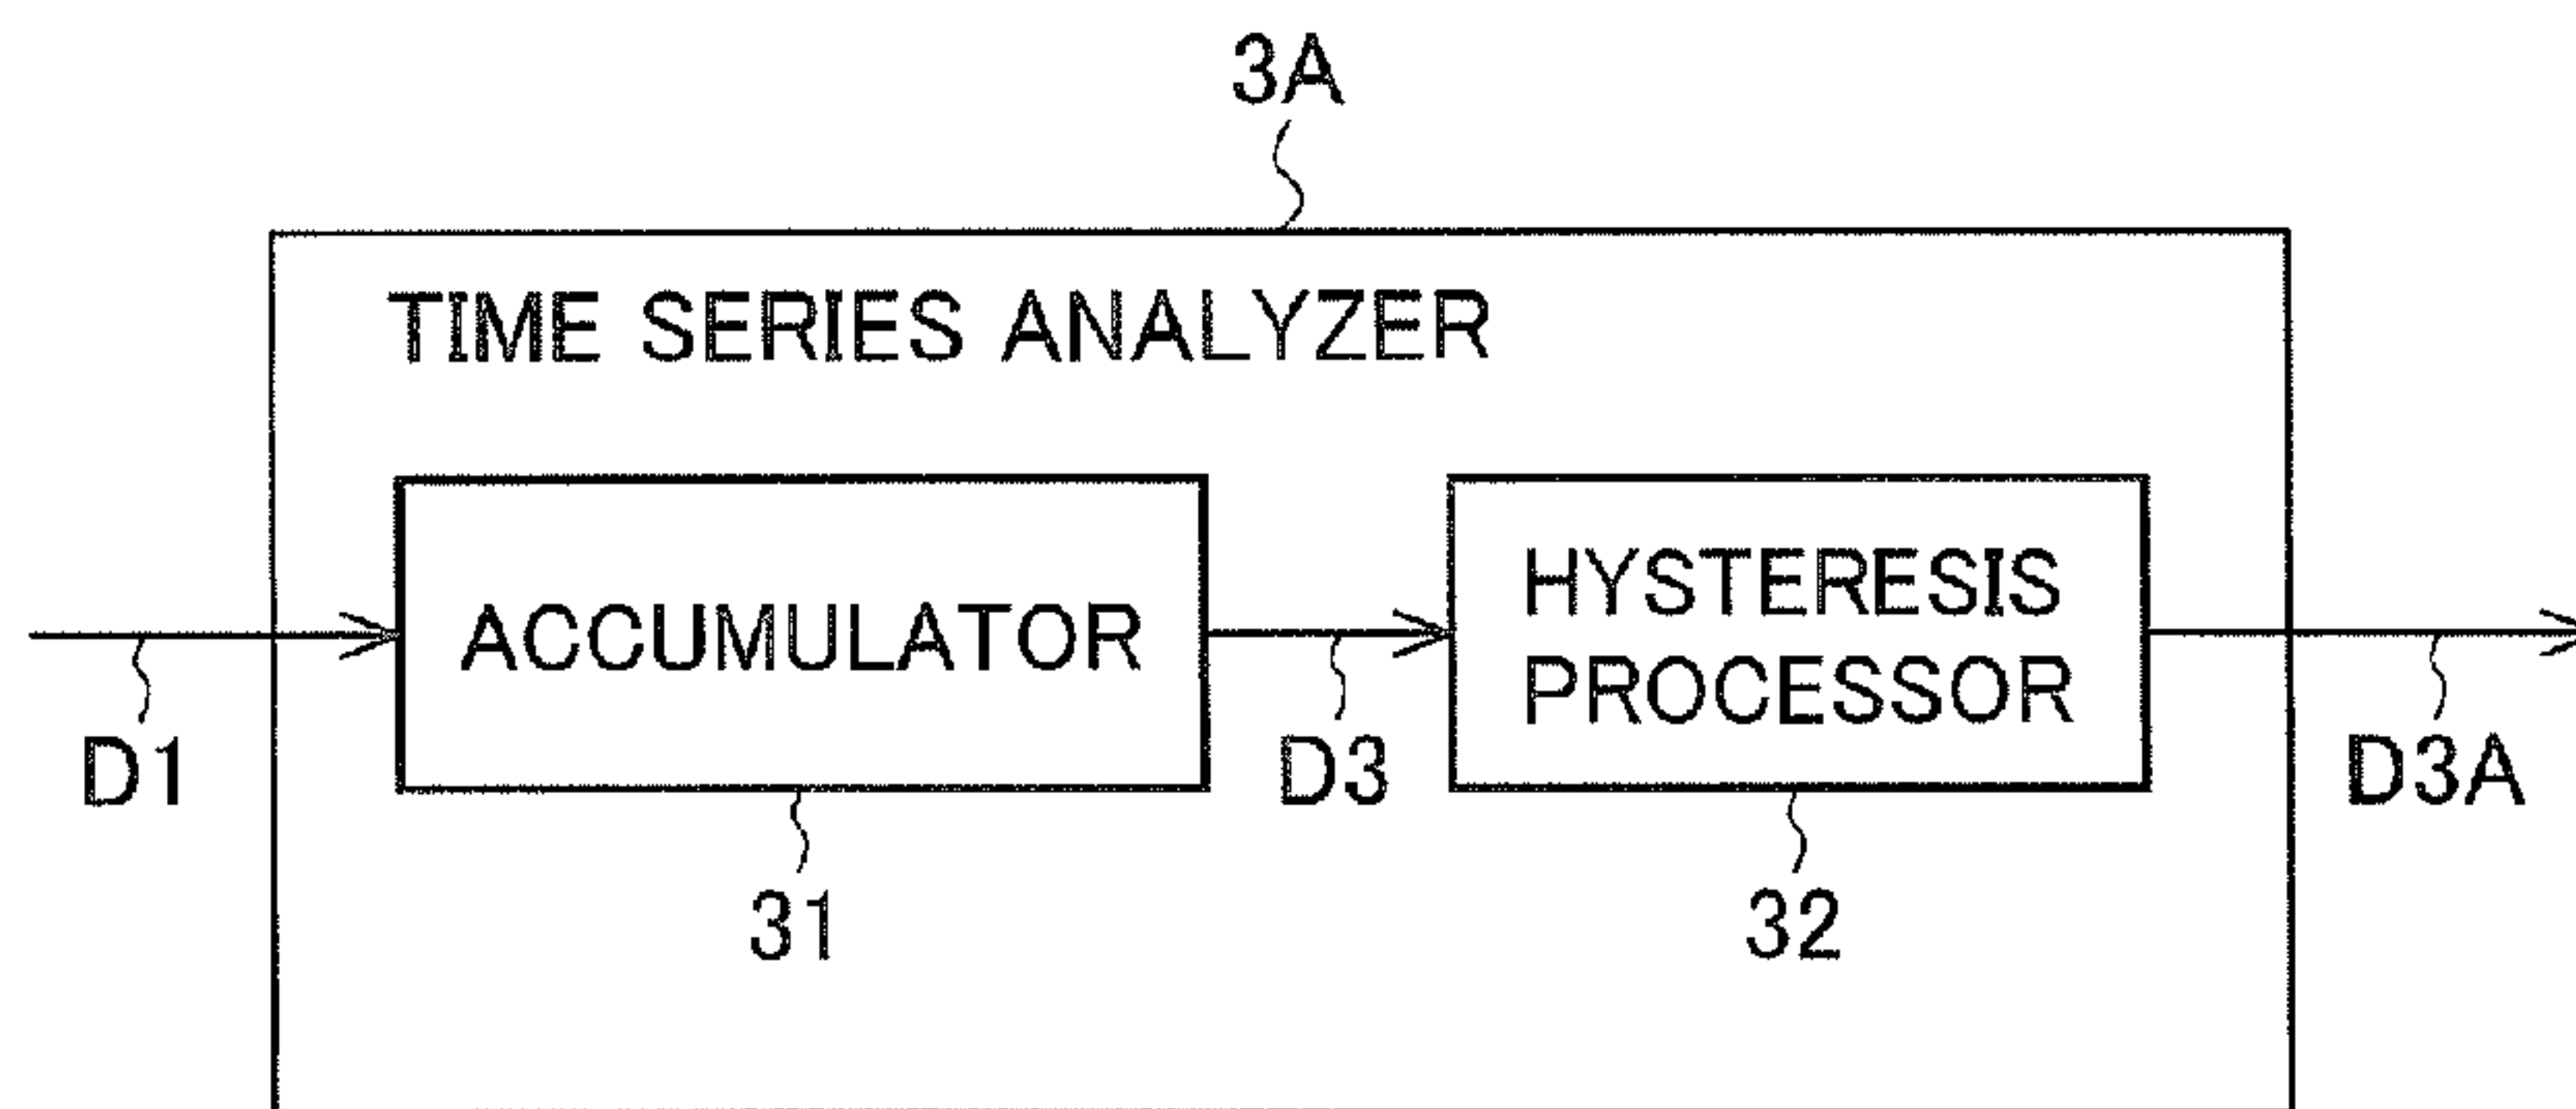 3A
TIME SERIES ANALYZER
ACCUMULATOR
HYSTERESIS
PROCESSOR
D1
D3
D3A
31
32